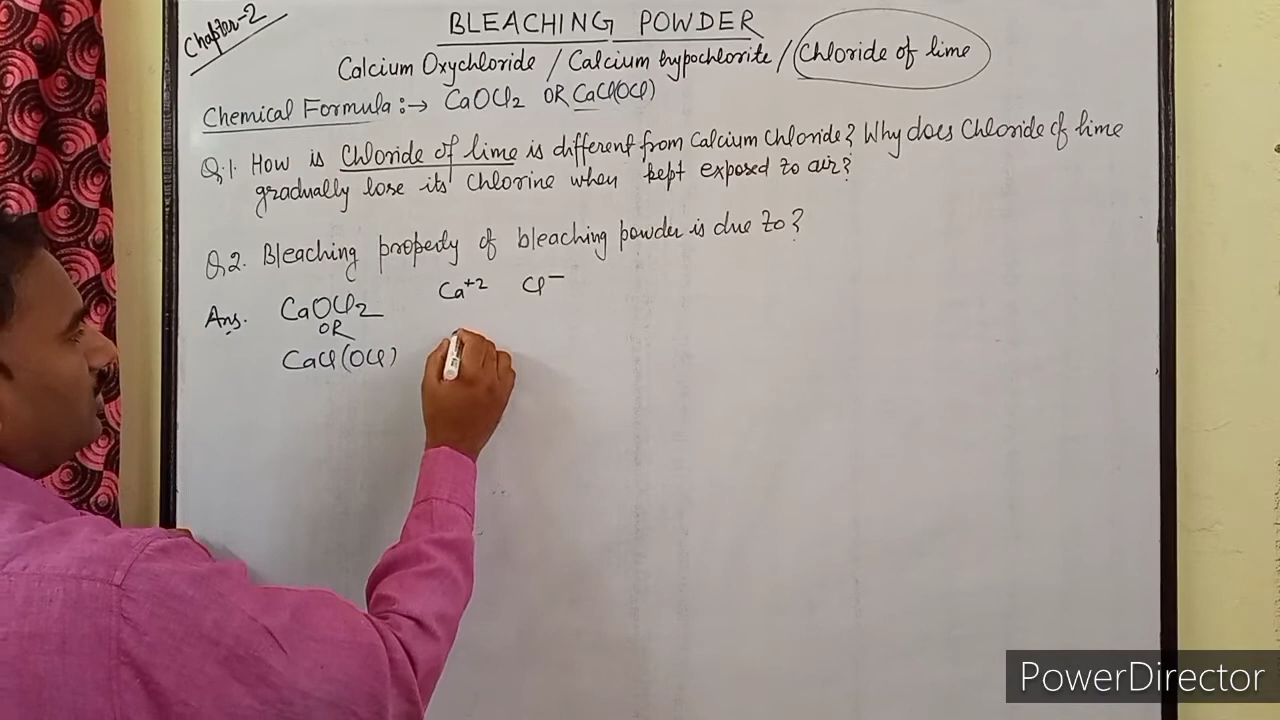 Chapter-2
BLEACHING POWDER
Calcium Oxychloride / Calcium hypochlorite / Chloride of lime
Chemical Formula :→ CaOCl2 OR CaCl(OCl)
Q.1. How is Chloride of lime is different from Calcium Chloride? Why does Chloride of lime
gradually lose its Chlorine when kept exposed to air?
Q.2. Bleaching property of bleaching powder is due to?
Ans. CaOCl2 Ca+2 Cl−
OR
CaCl(OCl)
PowerDirector